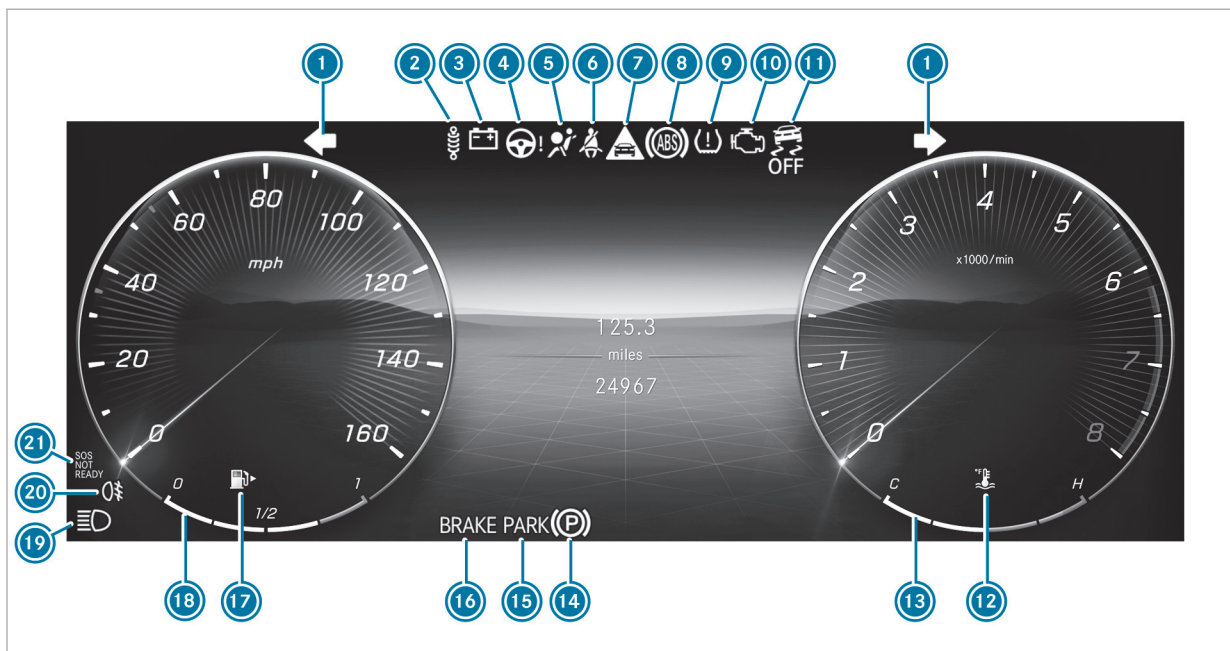 1 2 3 4 5 6 7 8 9 10 11 1
ABS
OFF
80
60 100
mph
40 120
20 140
0 160
4
3 5
x1000/min
2 6
1 7
0 8
125.3
miles
24967
21
SOS
NOT
READY
20
19
0 1/2 1
C °F H
BRAKE PARK P
18 17 16 15 14 13 12